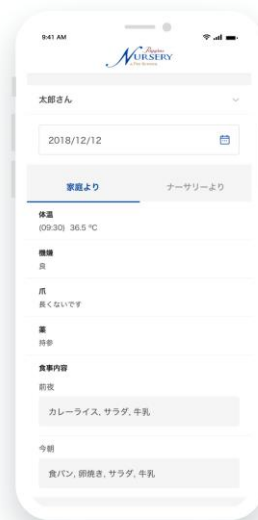 9:41 AM
NURSERY
太郎さん
2018/12/12
家庭より
ナーサリーより
体温
(09:30) 36.5 ℃
機嫌
良
爪
長くないです
薬
持参
食事内容
前夜
カレーライス, サラダ, 牛乳
今朝
食パン, 卵焼き, サラダ, 牛乳